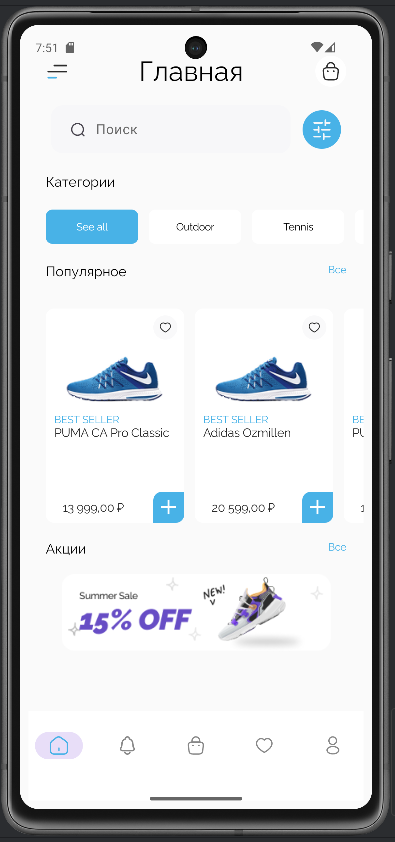 7:51
Главная
Поиск
Категории
See all
Outdoor
Tennis
Популярное
Все
BEST SELLER
PUMA CA Pro Classic
13 999,00 ₽
BEST SELLER
Adidas Ozmillen
20 599,00 ₽
BE
PU
1
Акции
Все
Summer Sale
15% OFF
NEW!